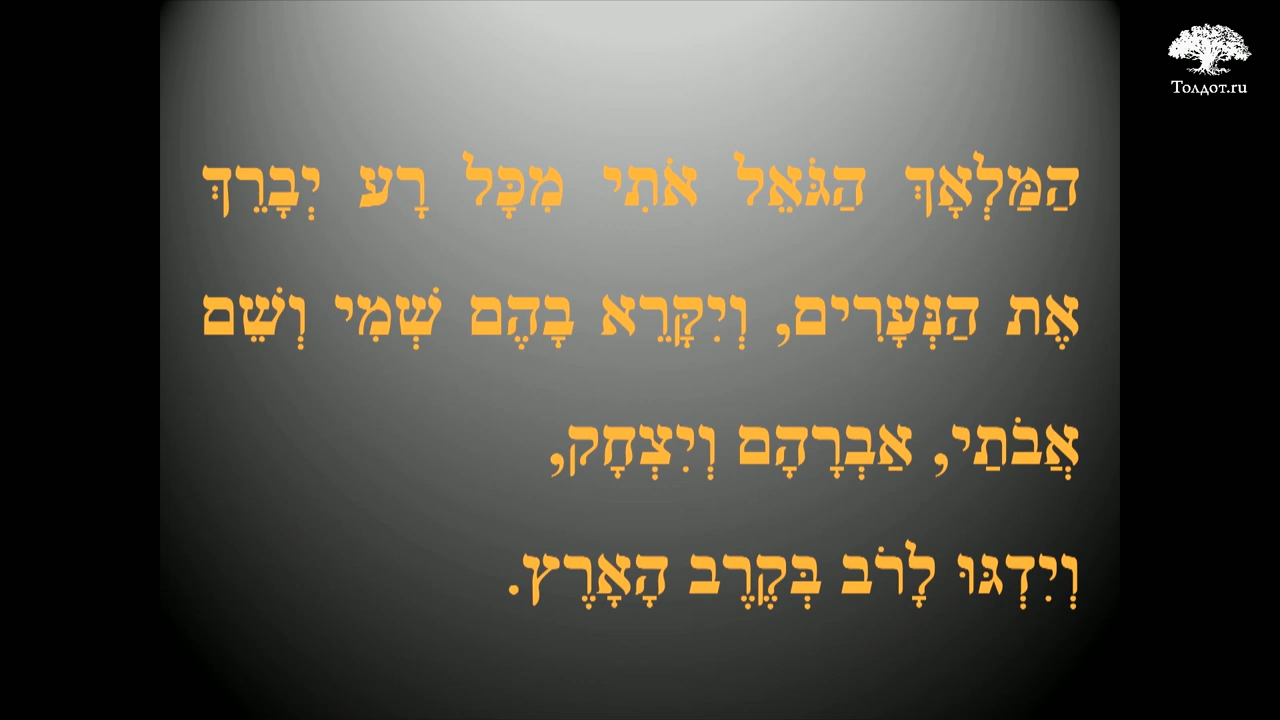 Толдот.ru
הַמַּלְאָךְ הַגֹּאֵל אֹתִי מִכָּל רָע יְבָרֵךְ
אֶת הַנְּעָרִים, וְיִקָּרֵא בָהֶם שְׁמִי וְשֵׁם
אֲבֹתַי, אַבְרָהָם וְיִצְחָק,
וְיִדְגּוּ לָרֹב בְּקֶרֶב הָאָרֶץ.